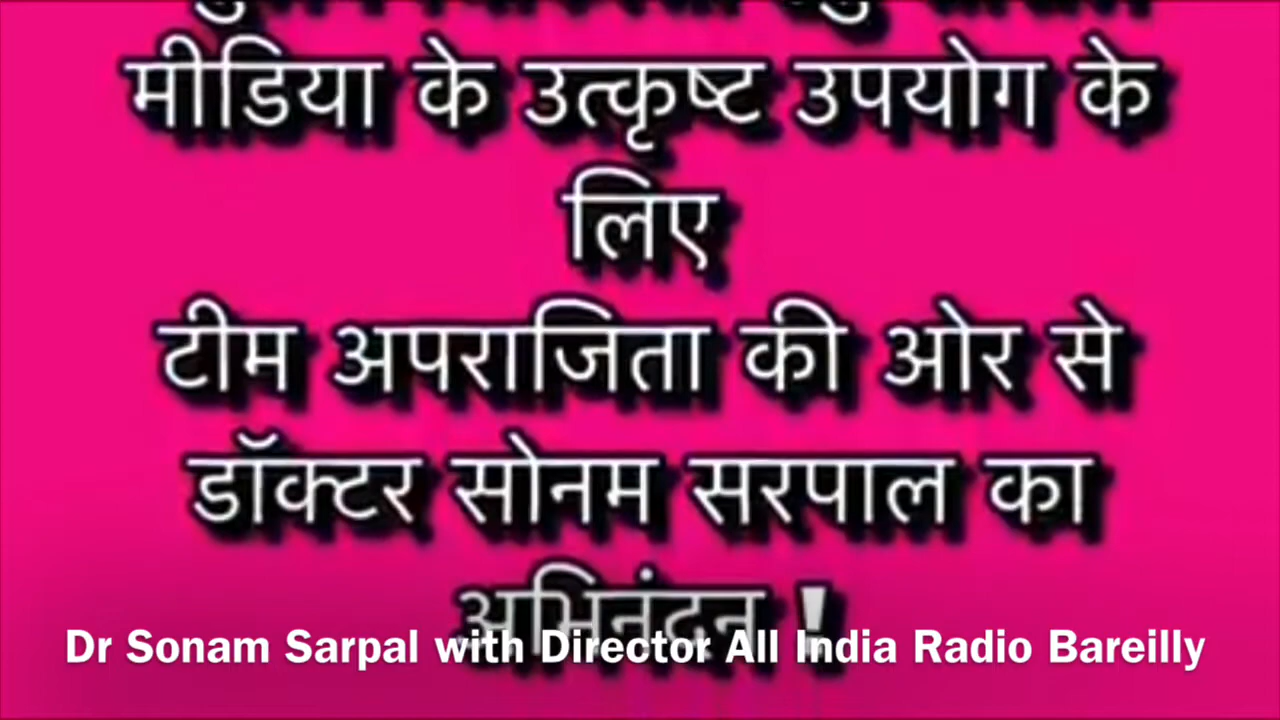 मीडिया के उत्कृष्ट उपयोग के
लिए
टीम अपराजिता की ओर से
डॉक्टर सोनम सरपाल का
अभिनंदन !
Dr Sonam Sarpal with Director All India Radio Bareilly